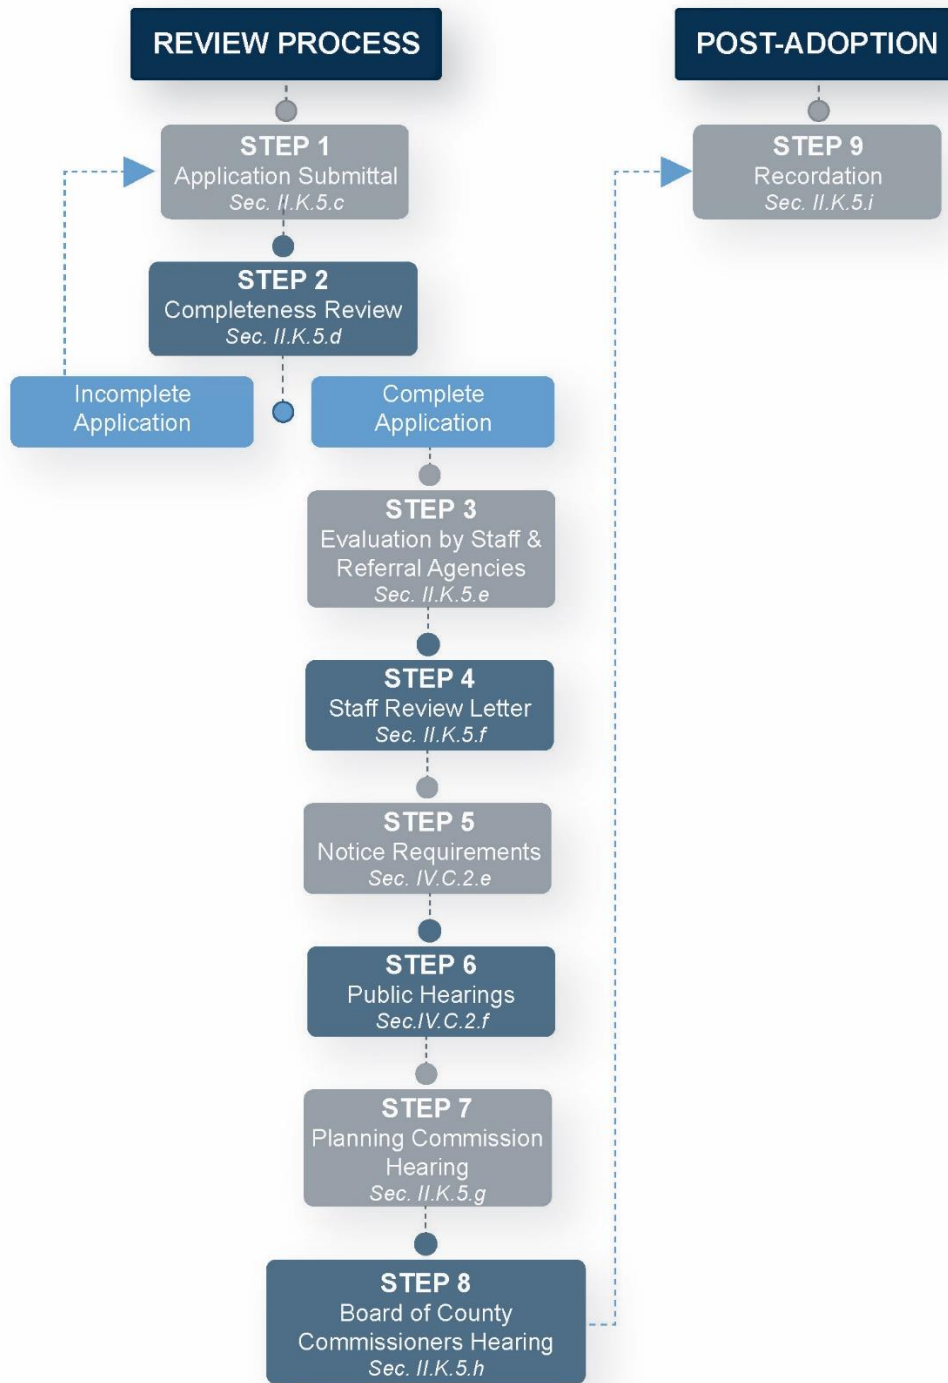 REVIEW PROCESS
STEP 1
Application Submittal
Sec. II.K.5.c
STEP 2
Completeness Review
Sec. II.K.5.d
Incomplete
Application
Complete
Application
STEP 3
Evaluation by Staff &
Referral Agencies
Sec. II.K.5.e
STEP 4
Staff Review Letter
Sec. II.K.5.f
STEP 5
Notice Requirements
Sec. IV.C.2.e
STEP 6
Public Hearings
Sec.IV.C.2.f
STEP 7
Planning Commission
Hearing
Sec. II.K.5.g
STEP 8
Board of County
Commissioners Hearing
Sec. II.K.5.h
POST-ADOPTION
STEP 9
Recordation
Sec. II.K.5.i